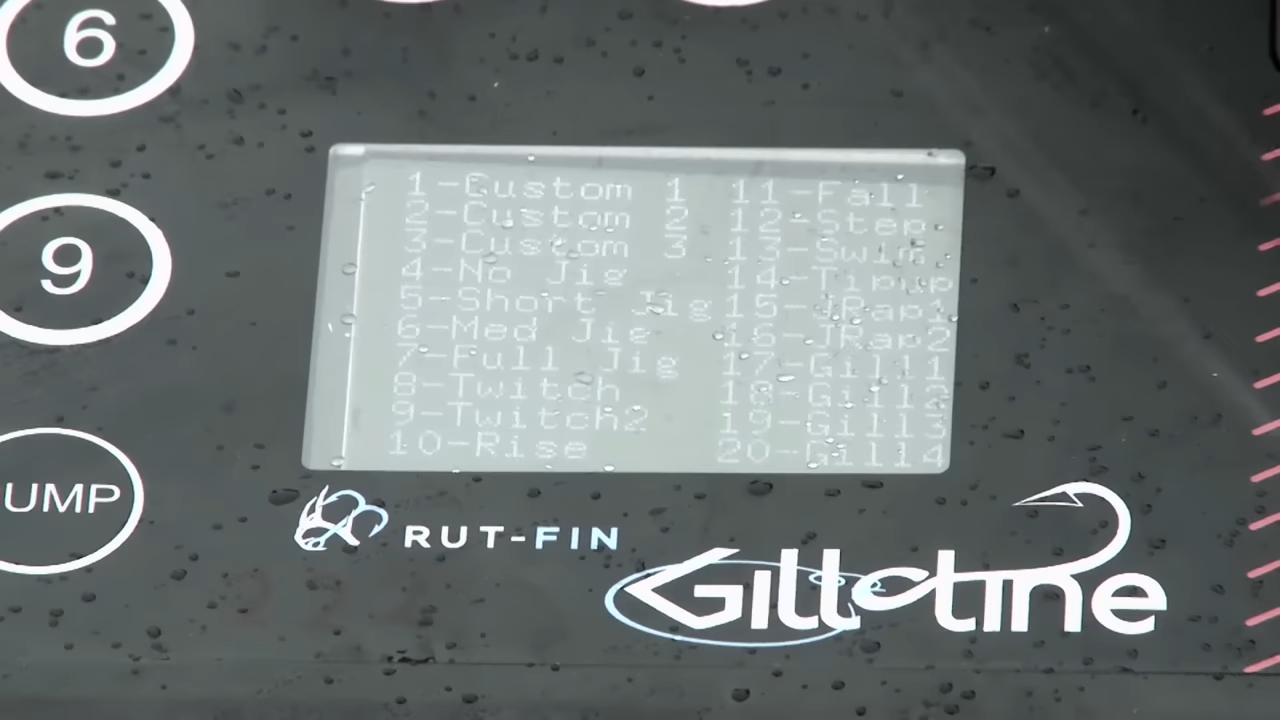 6
9
UMP
1-Custom 1
2-Custom 2
3-Custom 3
4-No Jig
5-Short Jig
6-Med Jig
7-Full Jig
8-Twitch
9-Twitch2
10-Rise
11-Fall
12-Step
13-Swim
14-Tipup
15-JRap1
16-JRap2
17-Gill1
18-Gill2
19-Gill3
20-Gill4
RUT-FIN
Gillotine